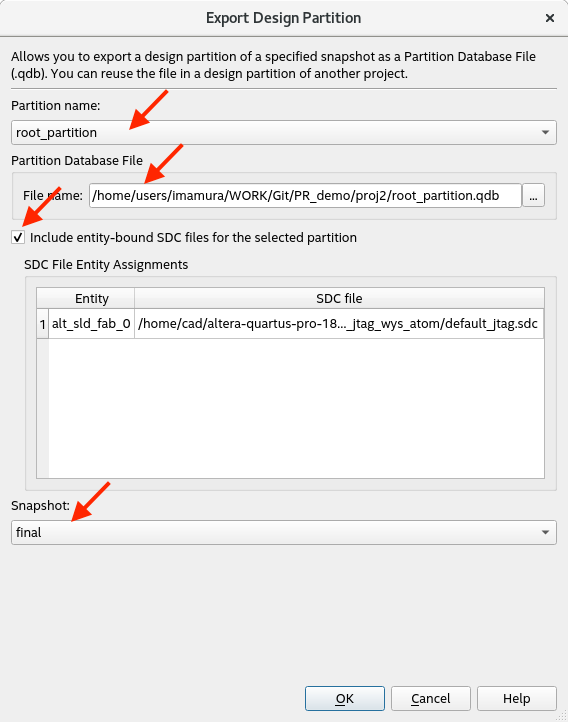 Export Design Partition
Allows you to export a design partition of a specified snapshot as a Partition Database File
(.qdb). You can reuse the file in a design partition of another project.
Partition name:
root_partition
Partition Database File
File name: /home/users/imamura/WORK/Git/PR_demo/proj2/root_partition.qdb ...
Include entity-bound SDC files for the selected partition
SDC File Entity Assignments
Entity SDC file
1 alt_sld_fab_0 /home/cad/altera-quartus-pro-18..._jtag_wys_atom/default_jtag.sdc
Snapshot:
final
OK Cancel Help